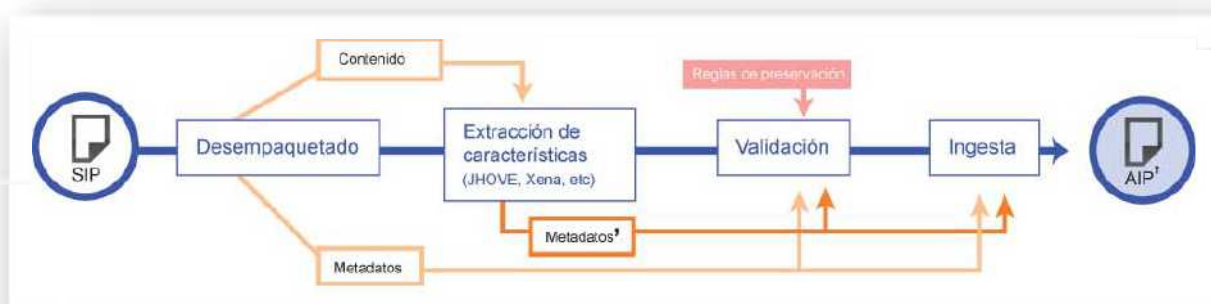 Contenido
Reglas de preservación
SIP
Desempaquetado
Extracción de
características
(JHOVE, Xena, etc)
Validación
Ingesta
AIP'
Metadatos'
Metadatos